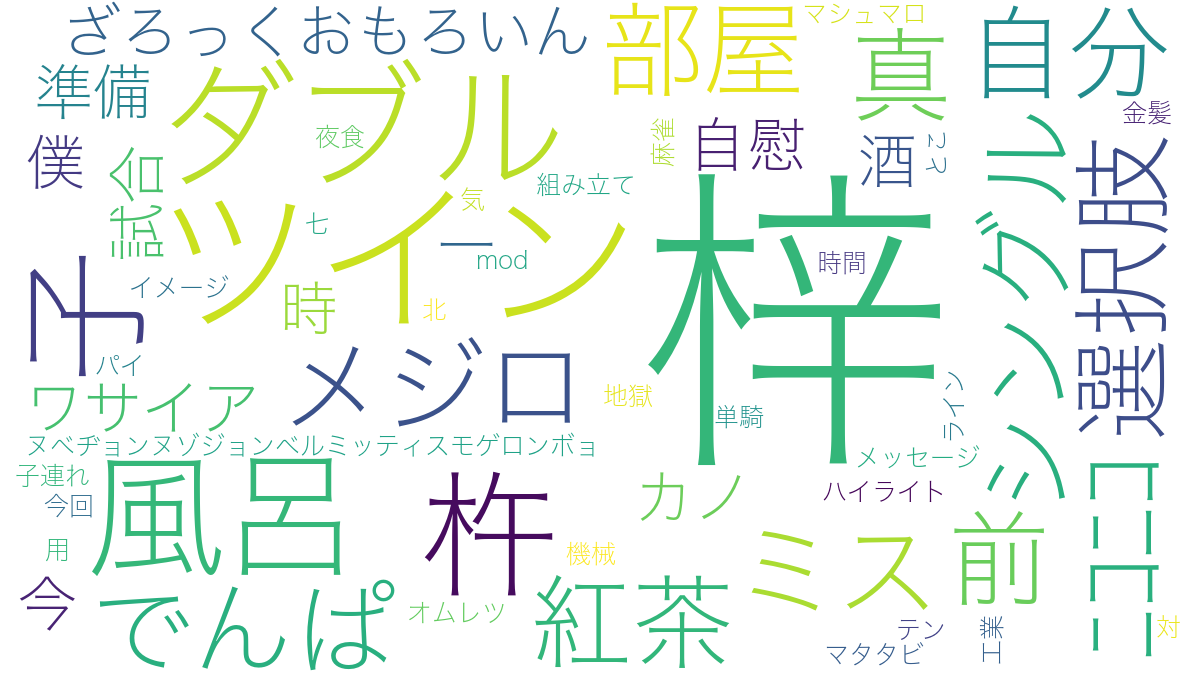 ざろっくおもろいん
部屋
マシュマロ
自分
準備
ダブル
真
金髪
僕
夜食
麻雀
自慰
酒
こと
シングル
選択肢
試合
ツイン
気
組み立て
梓
七
一
mod
時間
子
イメージ
時
北
パイ
メジロ
ワサイア
地獄
単騎
ライン
ヌベヂョンヌゾジョンベルミッティスモゲロンボョ
メッセージ
子連れ
風呂
杵
カノ
ハイライト
ニココ
今回
用
機械
ミス
前
今
でんぱ
オムレツ
紅茶
テン
マタタビ
工業
対